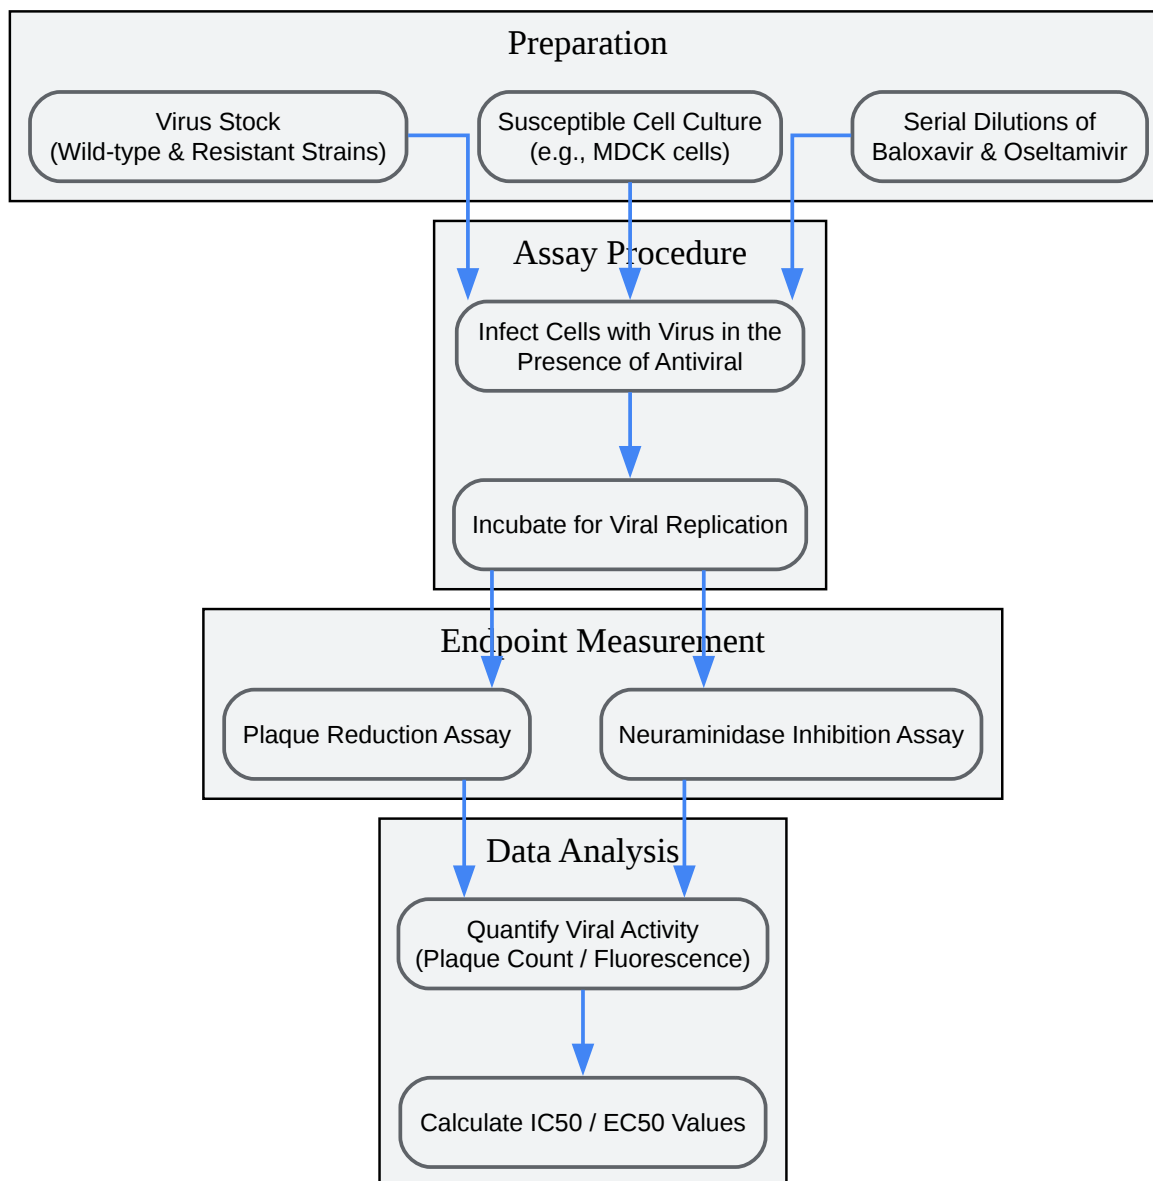 Preparation
Virus Stock
(Wild-type & Resistant Strains)
Susceptible Cell Culture
(e.g., MDCK cells)
Serial Dilutions of
Baloxavir & Oseltamivir
Assay Procedure
Infect Cells with Virus in the
Presence of Antiviral
Incubate for Viral Replication
Endpoint Measurement
Plaque Reduction Assay
Neuraminidase Inhibition Assay
Data Analysis
Quantify Viral Activity
(Plaque Count / Fluorescence)
Calculate IC50 / EC50 Values